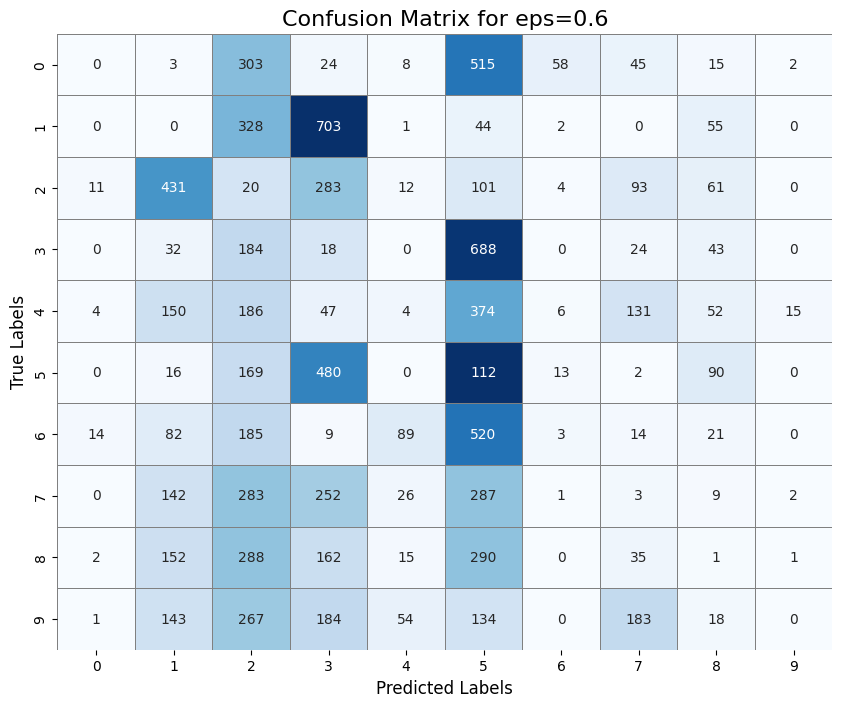 Confusion Matrix for eps=0.6
True Labels
0 0 3 303 24 8 515 58 45 15 2
1 0 0 328 703 1 44 2 0 55 0
2 11 431 20 283 12 101 4 93 61 0
3 0 32 184 18 0 688 0 24 43 0
4 4 150 186 47 4 374 6 131 52 15
5 0 16 169 480 0 112 13 2 90 0
6 14 82 185 9 89 520 3 14 21 0
7 0 142 283 252 26 287 1 3 9 2
8 2 152 288 162 15 290 0 35 1 1
9 1 143 267 184 54 134 0 183 18 0
0 1 2 3 4 5 6 7 8 9
Predicted Labels